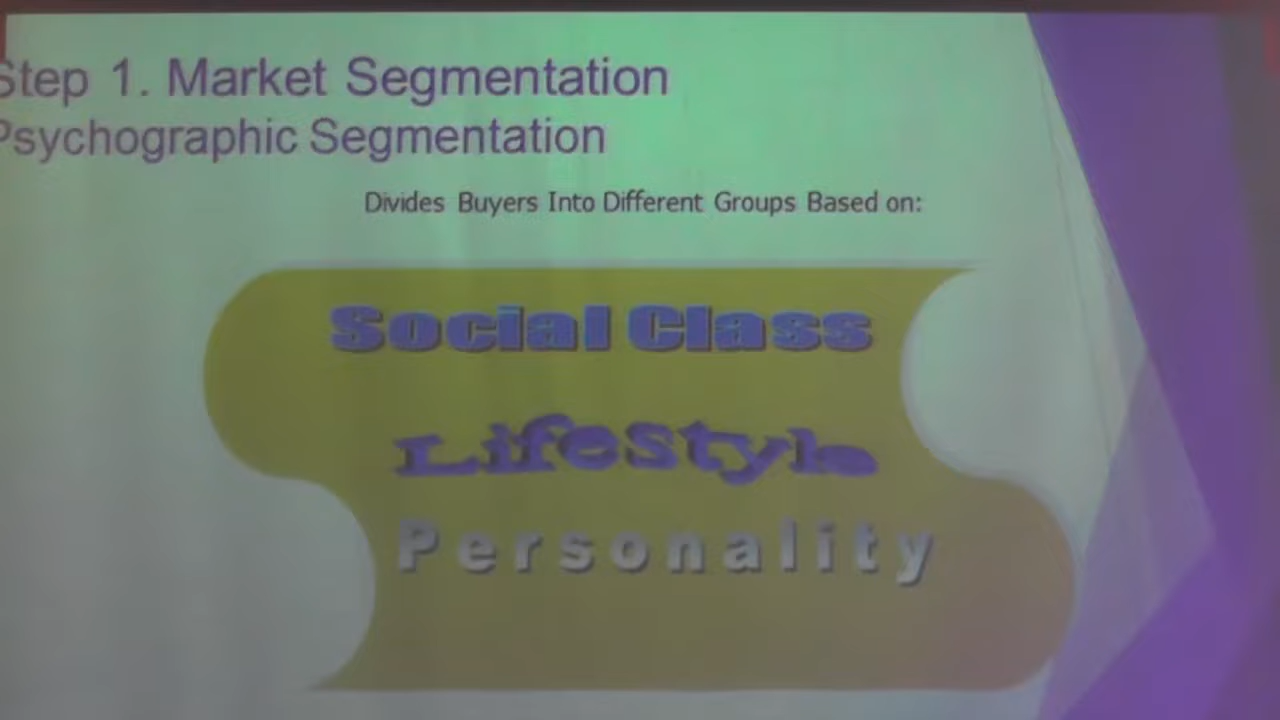 Step 1. Market Segmentation
Psychographic Segmentation
Divides Buyers Into Different Groups Based on:
Social Class
LifeStyle
Personality